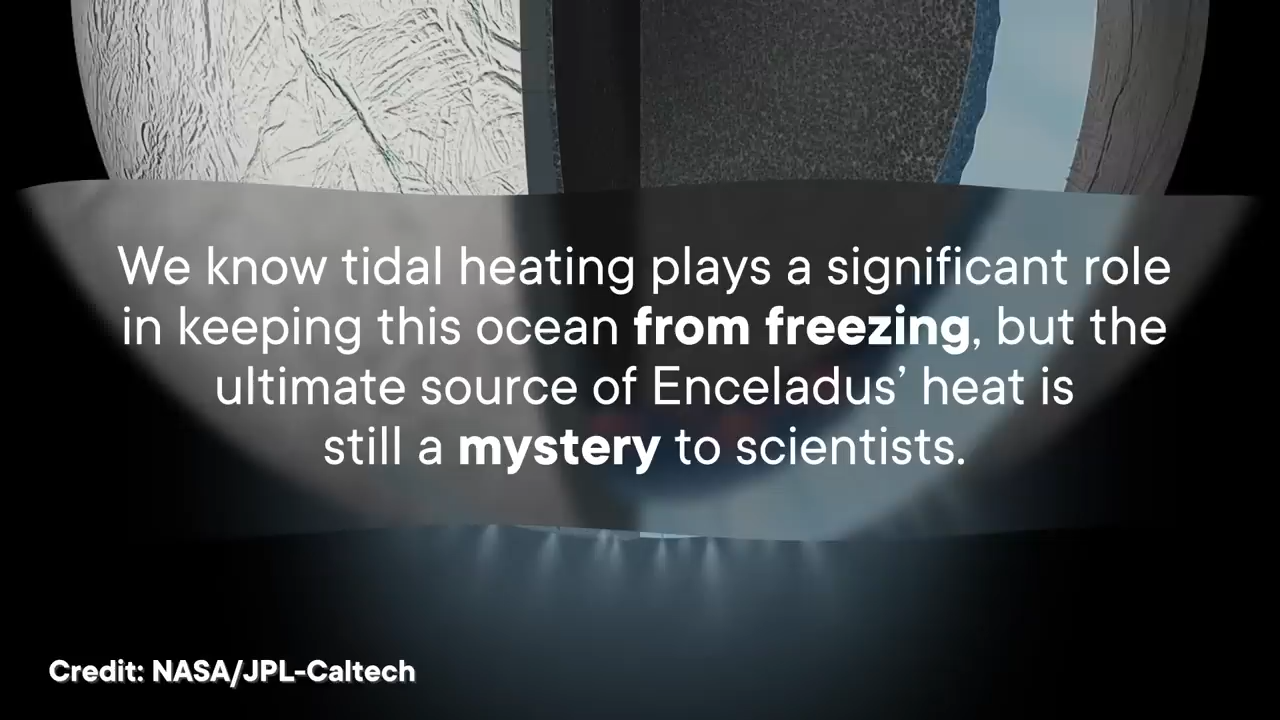 We know tidal heating plays a significant role
in keeping this ocean from freezing, but the
ultimate source of Enceladus’ heat is
still a mystery to scientists.
Credit: NASA/JPL-Caltech